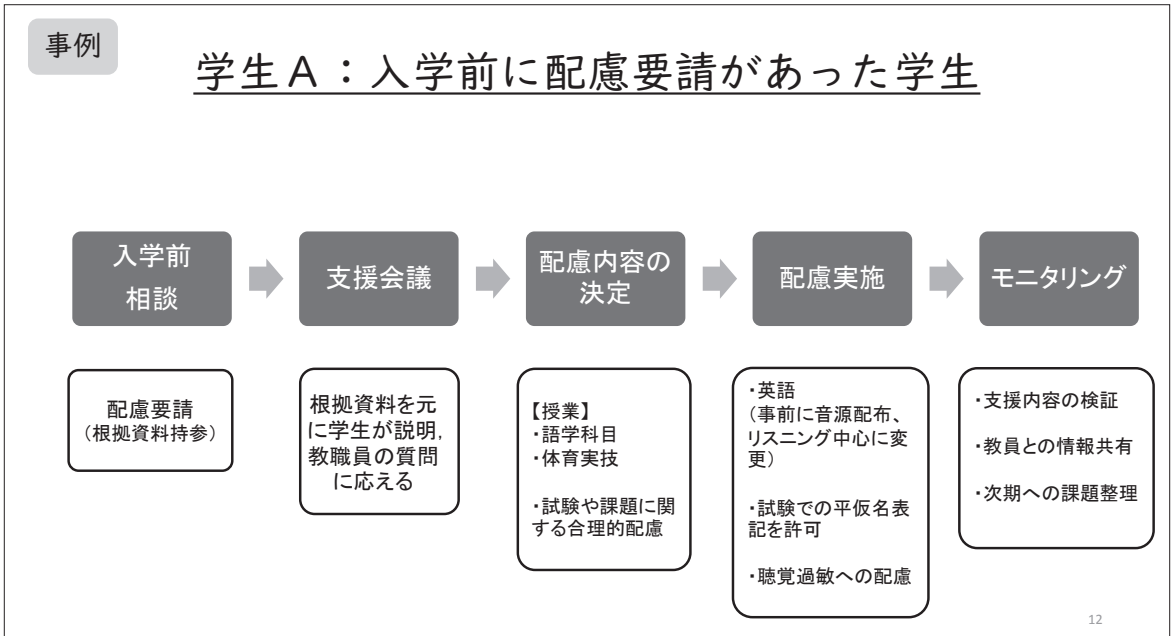 事例
学生A：入学前に配慮要請があった学生
入学前
相談
支援会議
配慮内容の
決定
配慮実施
モニタリング
配慮要請
（根拠資料持参）
根拠資料を元
に学生が説明,
教職員の質問
に応える
【授業】
・語学科目
・体育実技
・試験や課題に関
する合理的配慮
・英語
（事前に音源配布、
リスニング中心に変
更）
・試験での平仮名表
記を許可
・聴覚過敏への配慮
・支援内容の検証
・教員との情報共有
・次期への課題整理
12